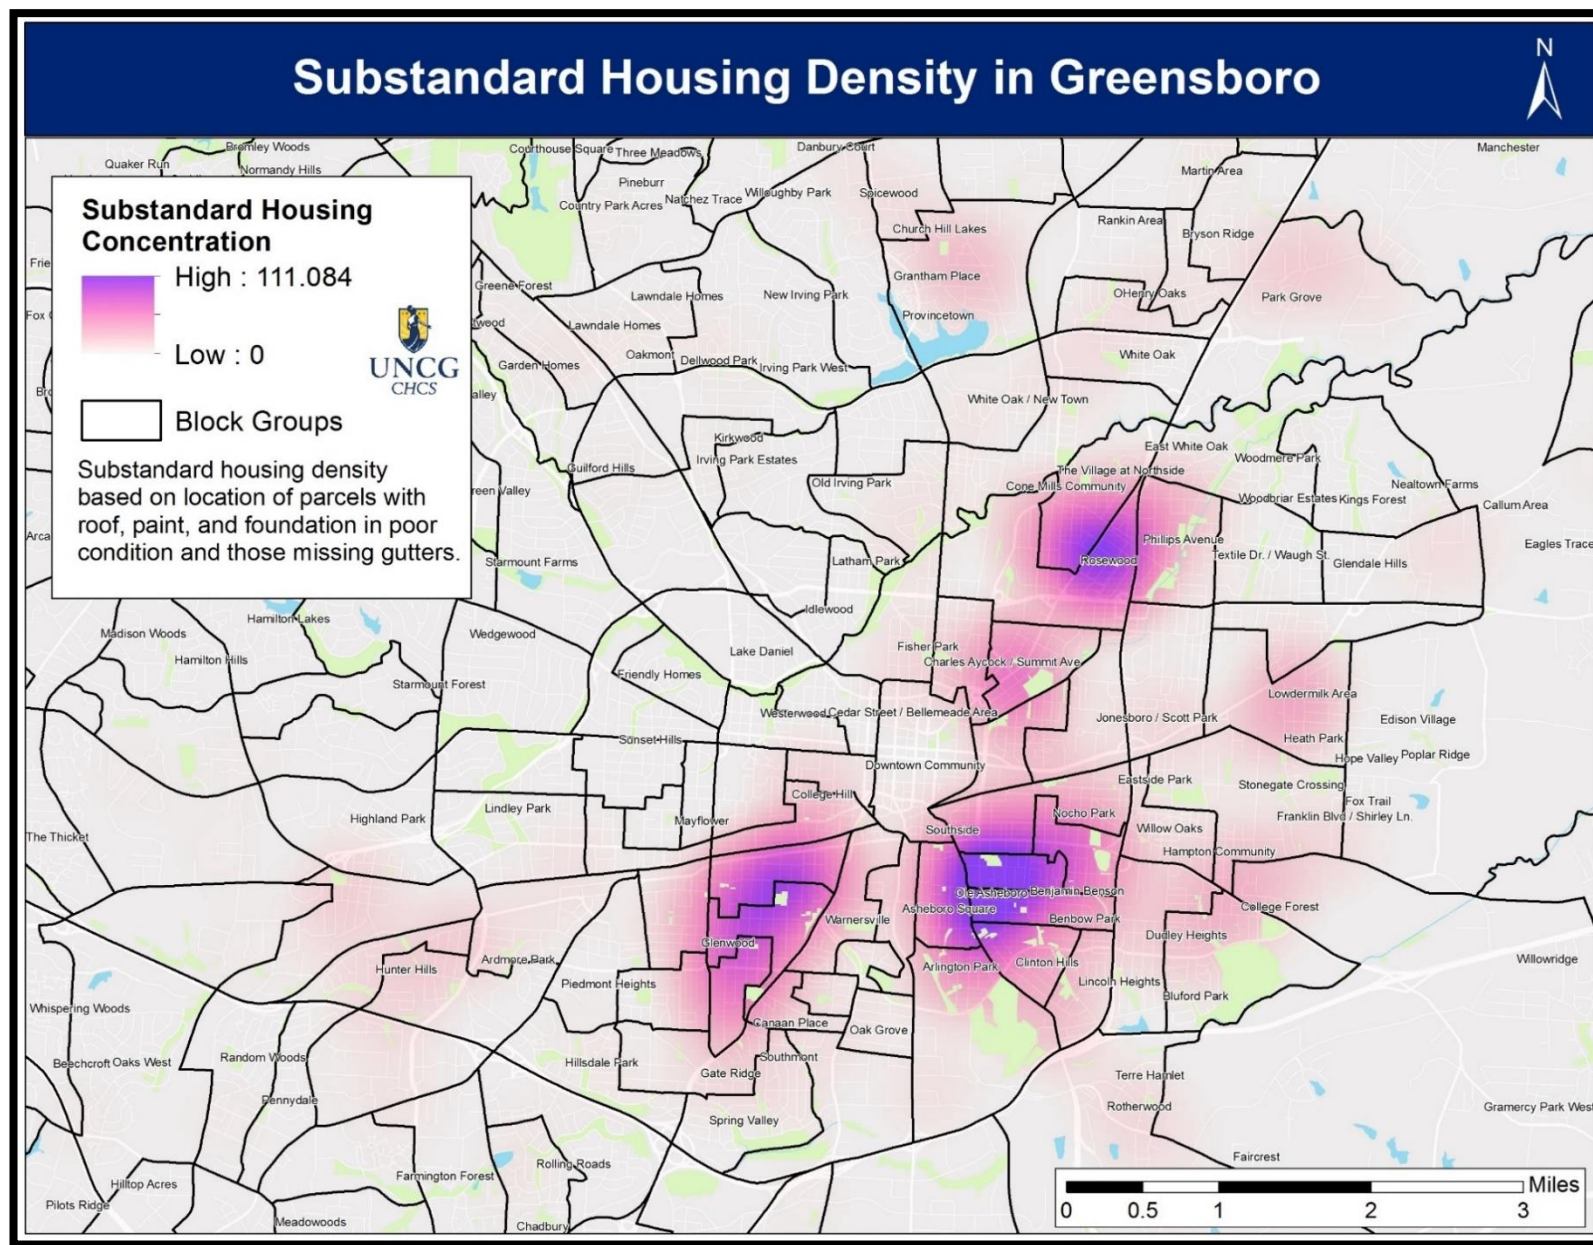 Substandard Housing Density in Greensboro
N
Substandard Housing
Concentration
High : 111.084
Low : 0
UNCG
CHCS
Block Groups
Substandard housing density
based on location of parcels with
roof, paint, and foundation in poor
condition and those missing gutters.
Bromley Woods
Courthouse Square
Three Meadows
Danbury Court
Manchester
Quaker Run
Normandy Hills
Pineburr
Martin Area
Country Park Acres
Natchez Trace
Willoughby Park
Spicewood
Church Hill Lakes
Rankin Area
Bryson Ridge
Grantham Place
Greene Forest
Lawndale Homes
New Irving Park
OHenry Oaks
Park Grove
Provincetown
Lawndale Homes
Oakmont
Dellwood Park
Irving Park West
White Oak
Garden Homes
White Oak / New Town
Kirkwood
Irving Park Estates
East White Oak
Woodmere Park
Guilford Hills
The Village at Northside
Old Irving Park
Cone Mills Community
Nealtown Farms
Woodbriar Estates
Kings Forest
Callum Area
reen Valley
Phillips Avenue
Eagles Trace
Starmount Farms
Latham Park
Rosewood
Textile Dr. / Waugh St.
Glendale Hills
Hamilton Lakes
Idlewood
Madison Woods
Wedgewood
Hamilton Hills
Lake Daniel
Fisher Park
Charles Aycock / Summit Ave
Friendly Homes
Starmount Forest
Lowdermilk Area
Westerwood
Cedar Street / Bellemeade Area
Jonesboro / Scott Park
Edison Village
Sunset Hills
Heath Park
Hope Valley
Poplar Ridge
Downtown Community
Eastside Park
Stonegate Crossing
College Hill
Fox Trail
Lindley Park
Highland Park
Mayflower
Nocho Park
Franklin Blvd / Shirley Ln.
The Thicket
Southside
Willow Oaks
Hampton Community
Ole Asheboro
Benjamin Benson
Asheboro Square
College Forest
Warnersville
Benbow Park
Glenwood
Dudley Heights
Ardmore Park
Hunter Hills
Arlington Park
Clinton Hills
Willowridge
Piedmont Heights
Lincoln Heights
Bluford Park
Whispering Woods
Canaan Place
Oak Grove
Beechcroft
Oaks West
Random Woods
Hillsdale Park
Southmont
Gate Ridge
Terre Hamlet
Pennydale
Rotherwood
Gramercy Park West
Spring Valley
Faircrest
Rolling Roads
Farmington Forest
Hilltop Acres
Pilots Ridge
Meadowoods
Chadbury
Miles
0 0.5 1 2 3